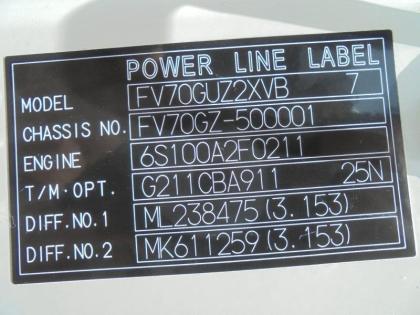 POWER LINE LABEL
MODEL FV70GUZ2XVB 7
CHASSIS NO. FV70GZ-500001
ENGINE 6S100A2F0211
T/M·OPT. G211CBA911 25N
DIFF.NO.1 ML238475(3.153)
DIFF.NO.2 MK611259(3.153)